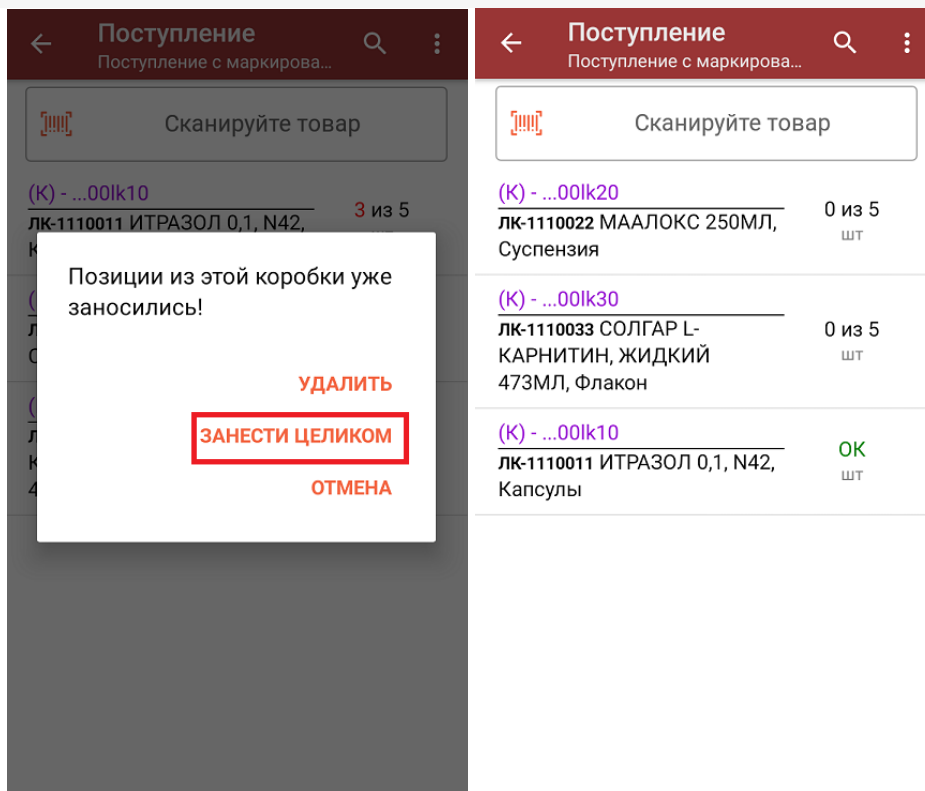 Поступление
Поступление с маркирова...
Сканируйте товар
(К) - ...00lk10
ЛК-1110011 ИТРАЗОЛ 0,1, N42,
3 из 5
Позиции из этой коробки уже
заносились!
УДАЛИТЬ
ЗАНЕСТИ ЦЕЛИКОМ
ОТМЕНА
Поступление
Поступление с маркирова...
Сканируйте товар
(К) - ...00lk20
ЛК-1110022 МААЛОКС 250МЛ,
Суспензия
0 из 5
шт
(К) - ...00lk30
ЛК-1110033 СОЛГАР L-
КАРНИТИН, ЖИДКИЙ
473МЛ, Флакон
0 из 5
шт
(К) - ...00lk10
ЛК-1110011 ИТРАЗОЛ 0,1, N42,
Капсулы
ОК
шт